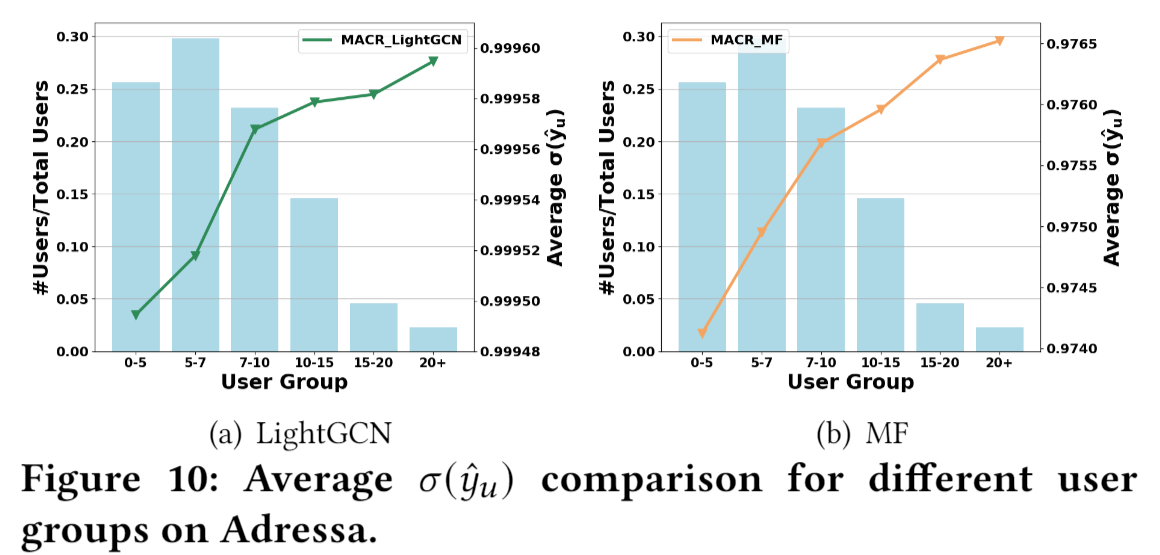 MACR_LightGCN
0.30
0.25
0.20
0.15
0.10
0.05
0.00
#Users/Total Users
0.99960
0.99958
0.99956
0.99954
0.99952
0.99950
0.99948
Average σ(ŷᵤ)
0-5 5-7 7-10 10-15 15-20 20+
User Group
(a) LightGCN
MACR_MF
0.30
0.25
0.20
0.15
0.10
0.05
0.00
#Users/Total Users
0.9765
0.9760
0.9755
0.9750
0.9745
0.9740
Average σ(ŷᵤ)
0-5 5-7 7-10 10-15 15-20 20+
User Group
(b) MF
Figure 10: Average σ(ŷᵤ) comparison for different user
groups on Adressa.